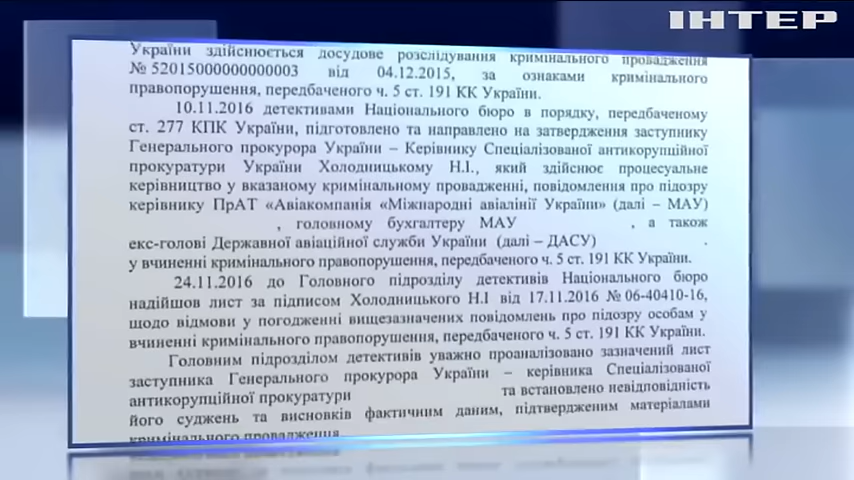 ІНТЕР
України здійснюється досудове розслідування кримінального провадження
№ 52015000000000003 від 04.12.2015, за ознаками кримінального
правопорушення, передбаченого ч. 5 ст. 191 КК України.
10.11.2016 детективами Національного бюро в порядку, передбаченому
ст. 277 КПК України, підготовлено та направлено на затвердження заступнику
Генерального прокурора України – Керівнику Спеціалізованої антикорупційної
прокуратури України Холодницькому Н.І., який здійснює процесуальне
керівництво у вказаному кримінальному провадженні, повідомлення про підозру
керівнику ПрАТ «Авіакомпанія «Міжнародні авіалінії України» (далі – МАУ)
, головному бухгалтеру МАУ , а також
екс-голові Державної авіаційної служби України (далі – ДАСУ) .
у вчиненні кримінального правопорушення, передбаченого ч. 5 ст. 191 КК України.
24.11.2016 до Головного підрозділу детективів Національного бюро
надійшов лист за підписом Холодницького Н.І від 17.11.2016 № 06-40410-16,
щодо відмови у погодженні вищезазначених повідомлень про підозру особам у
вчиненні кримінального правопорушення, передбаченого ч. 5 ст. 191 КК України.
Головним підрозділом детективів уважно проаналізовано зазначений лист
заступника Генерального прокурора України – керівника Спеціалізованої
антикорупційної прокуратури та встановлено невідповідність
його суджень та висновків фактичним даним, підтвердженим матеріалами
кримінального провадження